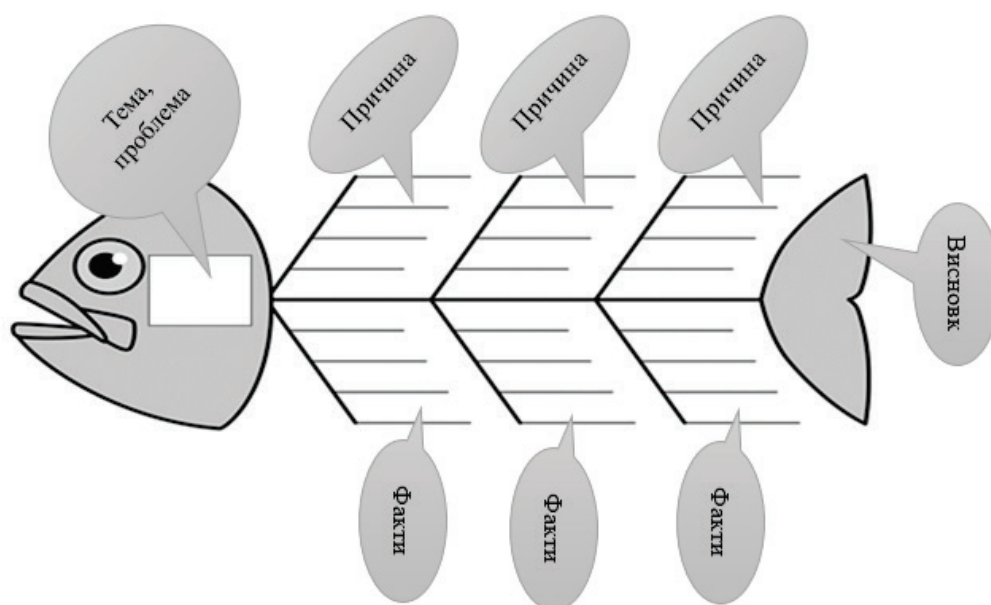 Тема,
проблема
Причина
Причина
Причина
Висновк
Факти
Факти
Факти